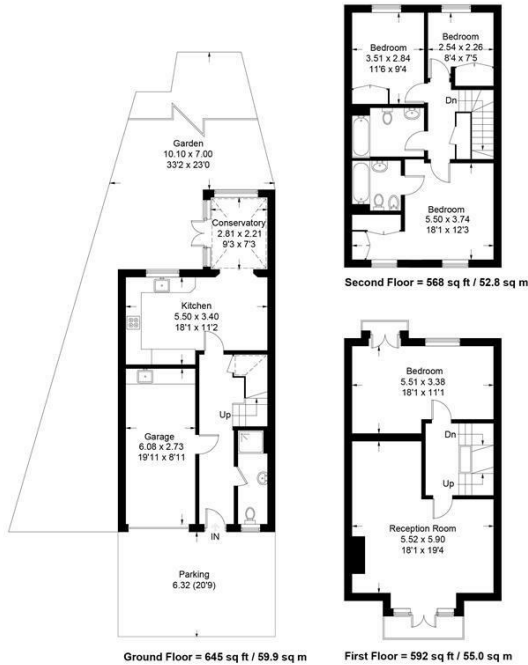 Garden
10.10 x 7.00
33'2 x 23'0
Conservatory
2.81 x 2.21
9'3 x 7'3
Kitchen
5.50 x 3.40
18'1 x 11'2
Up
Garage
6.08 x 2.73
19'11 x 8'11
IN
Parking
6.32 (20'9)
Ground Floor = 645 sq ft / 59.9 sq m
Bedroom
3.51 x 2.84
11'6 x 9'4
Bedroom
2.54 x 2.26
8'4 x 7'5
Dn
Bedroom
5.50 x 3.74
18'1 x 12'3
Second Floor = 568 sq ft / 52.8 sq m
Bedroom
5.51 x 3.38
18'1 x 11'1
Dn
Up
Reception Room
5.52 x 5.90
18'1 x 19'4
First Floor = 592 sq ft / 55.0 sq m